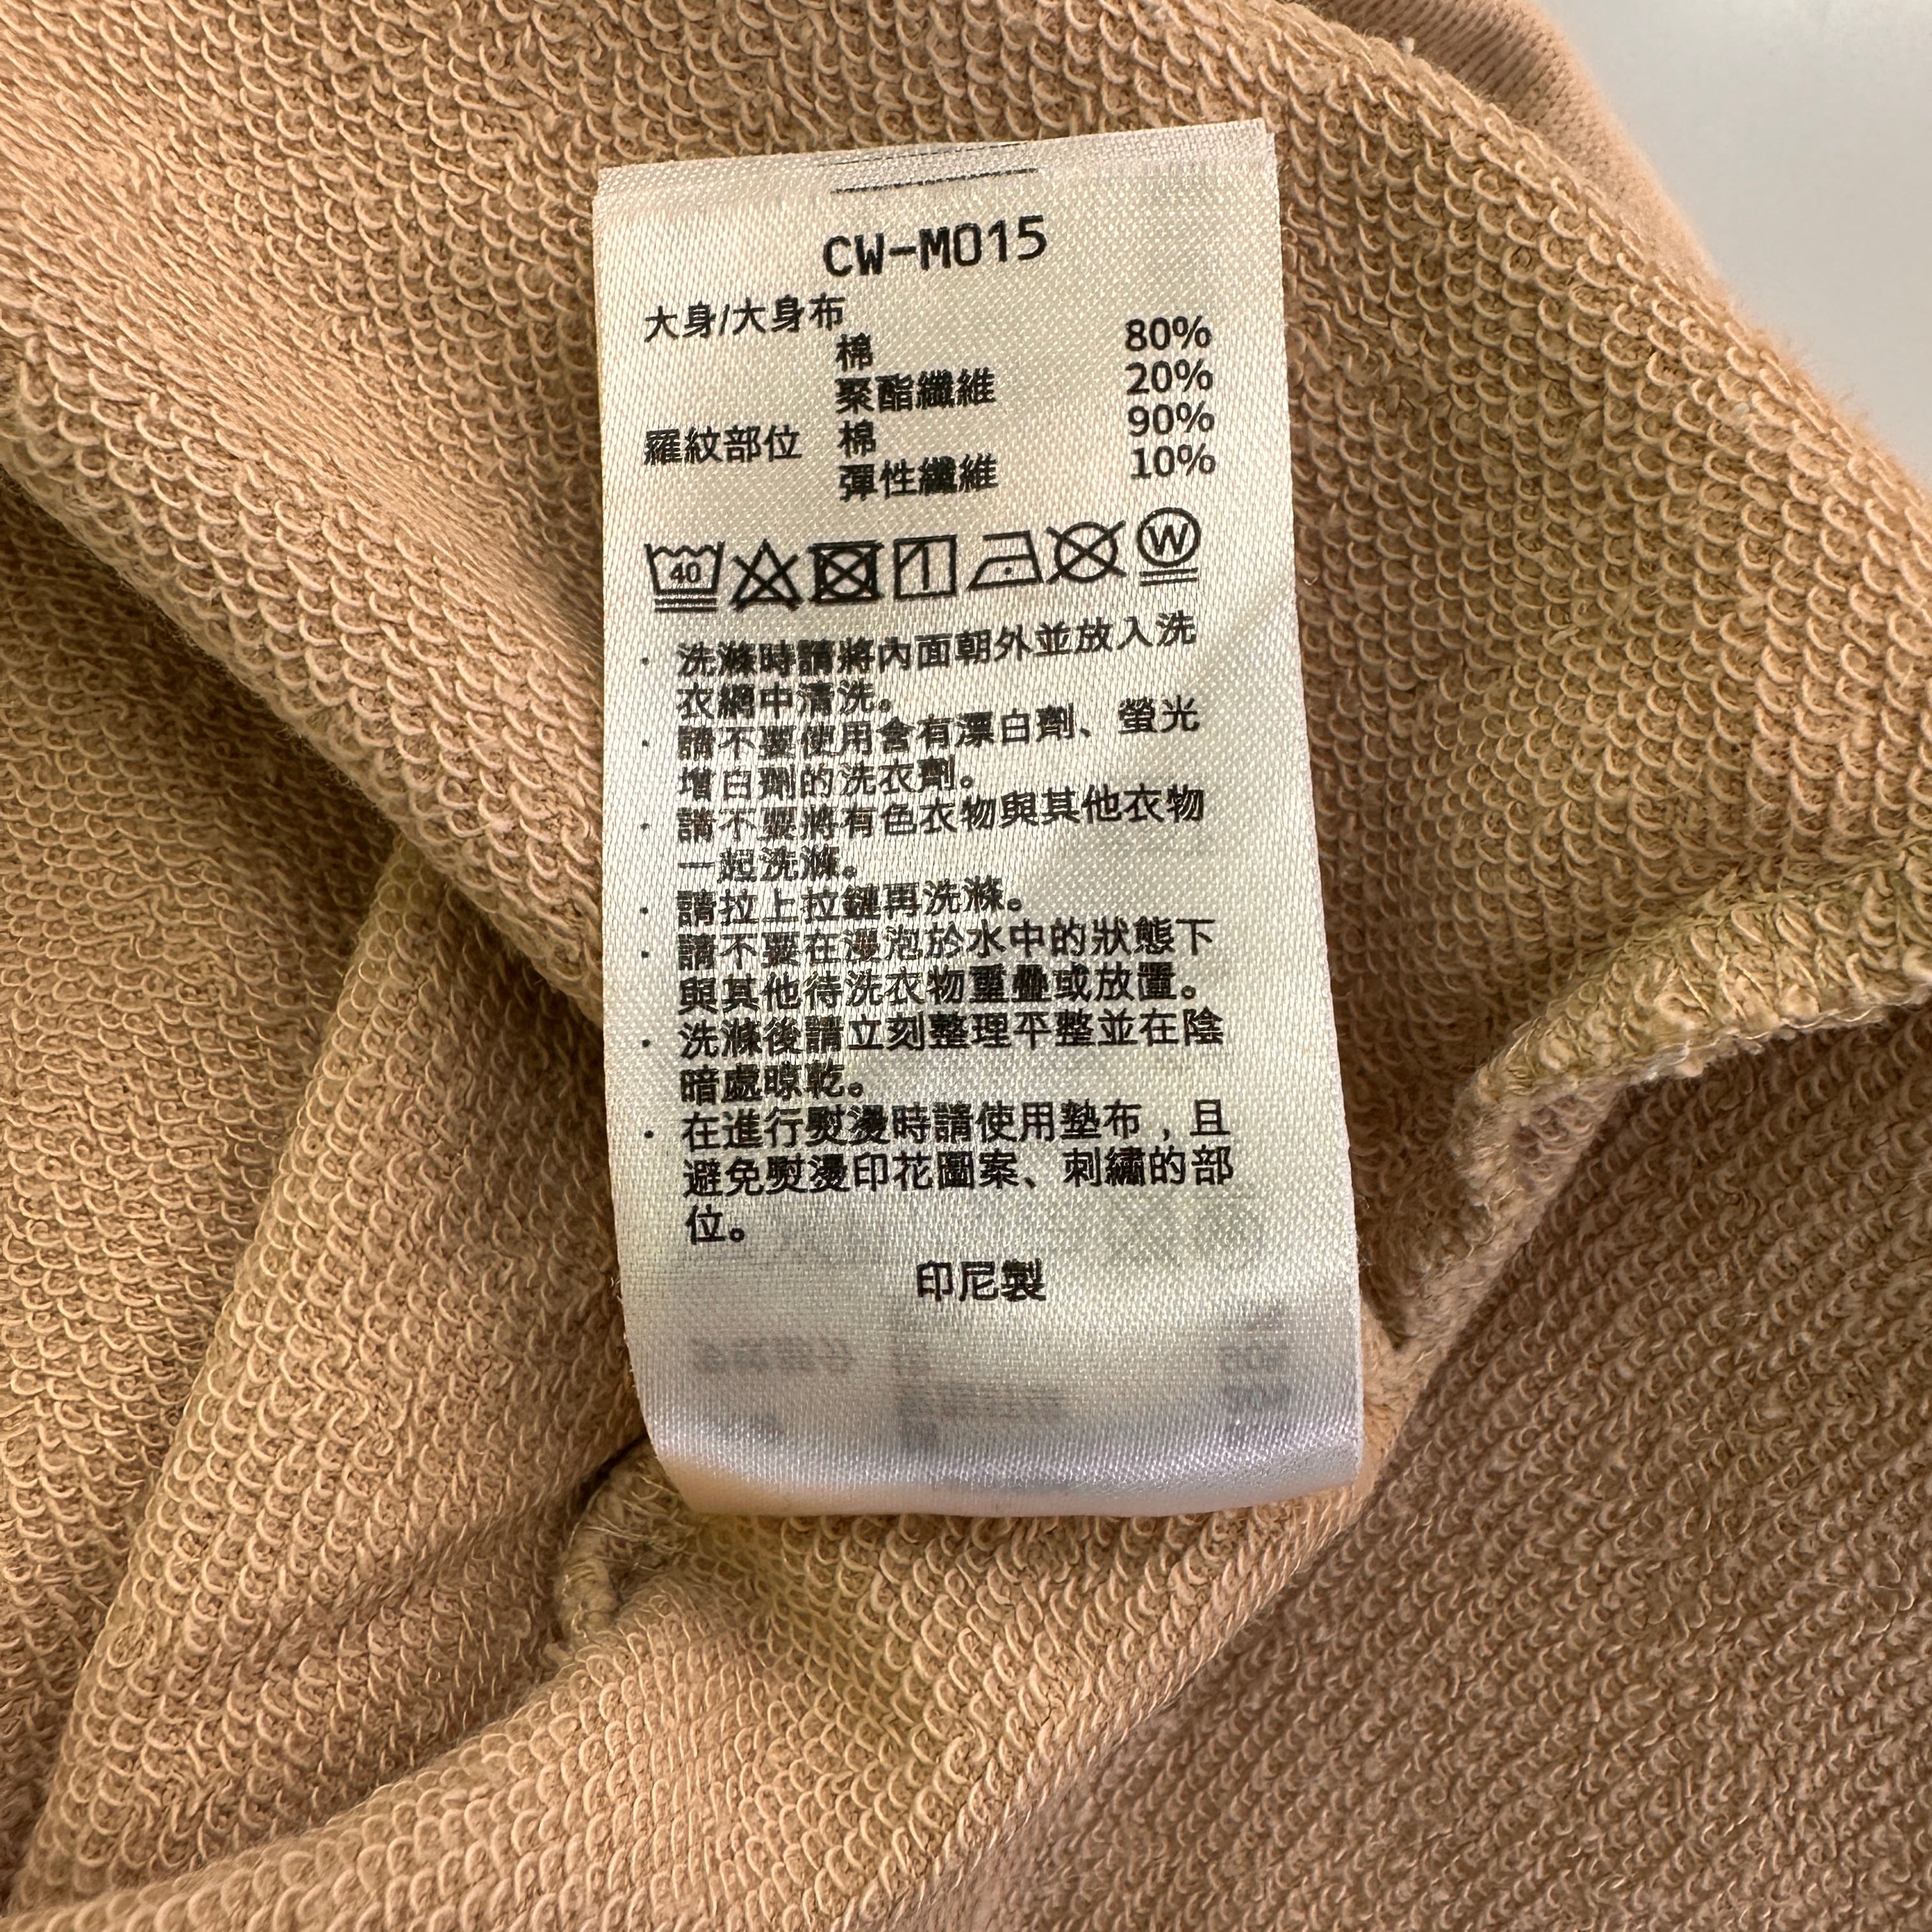 CW-M015
大身/大身布
棉 80%
聚酯纖維 20%
羅紋部位 棉 90%
彈性纖維 10%
40
W
· 洗滌時請將內面朝外並放入洗
衣網中清洗。
· 請不要使用含有漂白劑、螢光
增白劑的洗衣劑。
· 請不要將有色衣物與其他衣物
一起洗滌。
· 請拉上拉鏈再洗滌。
· 請不要在浸泡於水中的狀態下
與其他待洗衣物重疊或放置。
· 洗滌後請立刻整理平整並在陰
暗處晾乾。
· 在進行熨燙時請使用墊布，且
避免熨燙印花圖案、刺繡的部
位。
印尼製